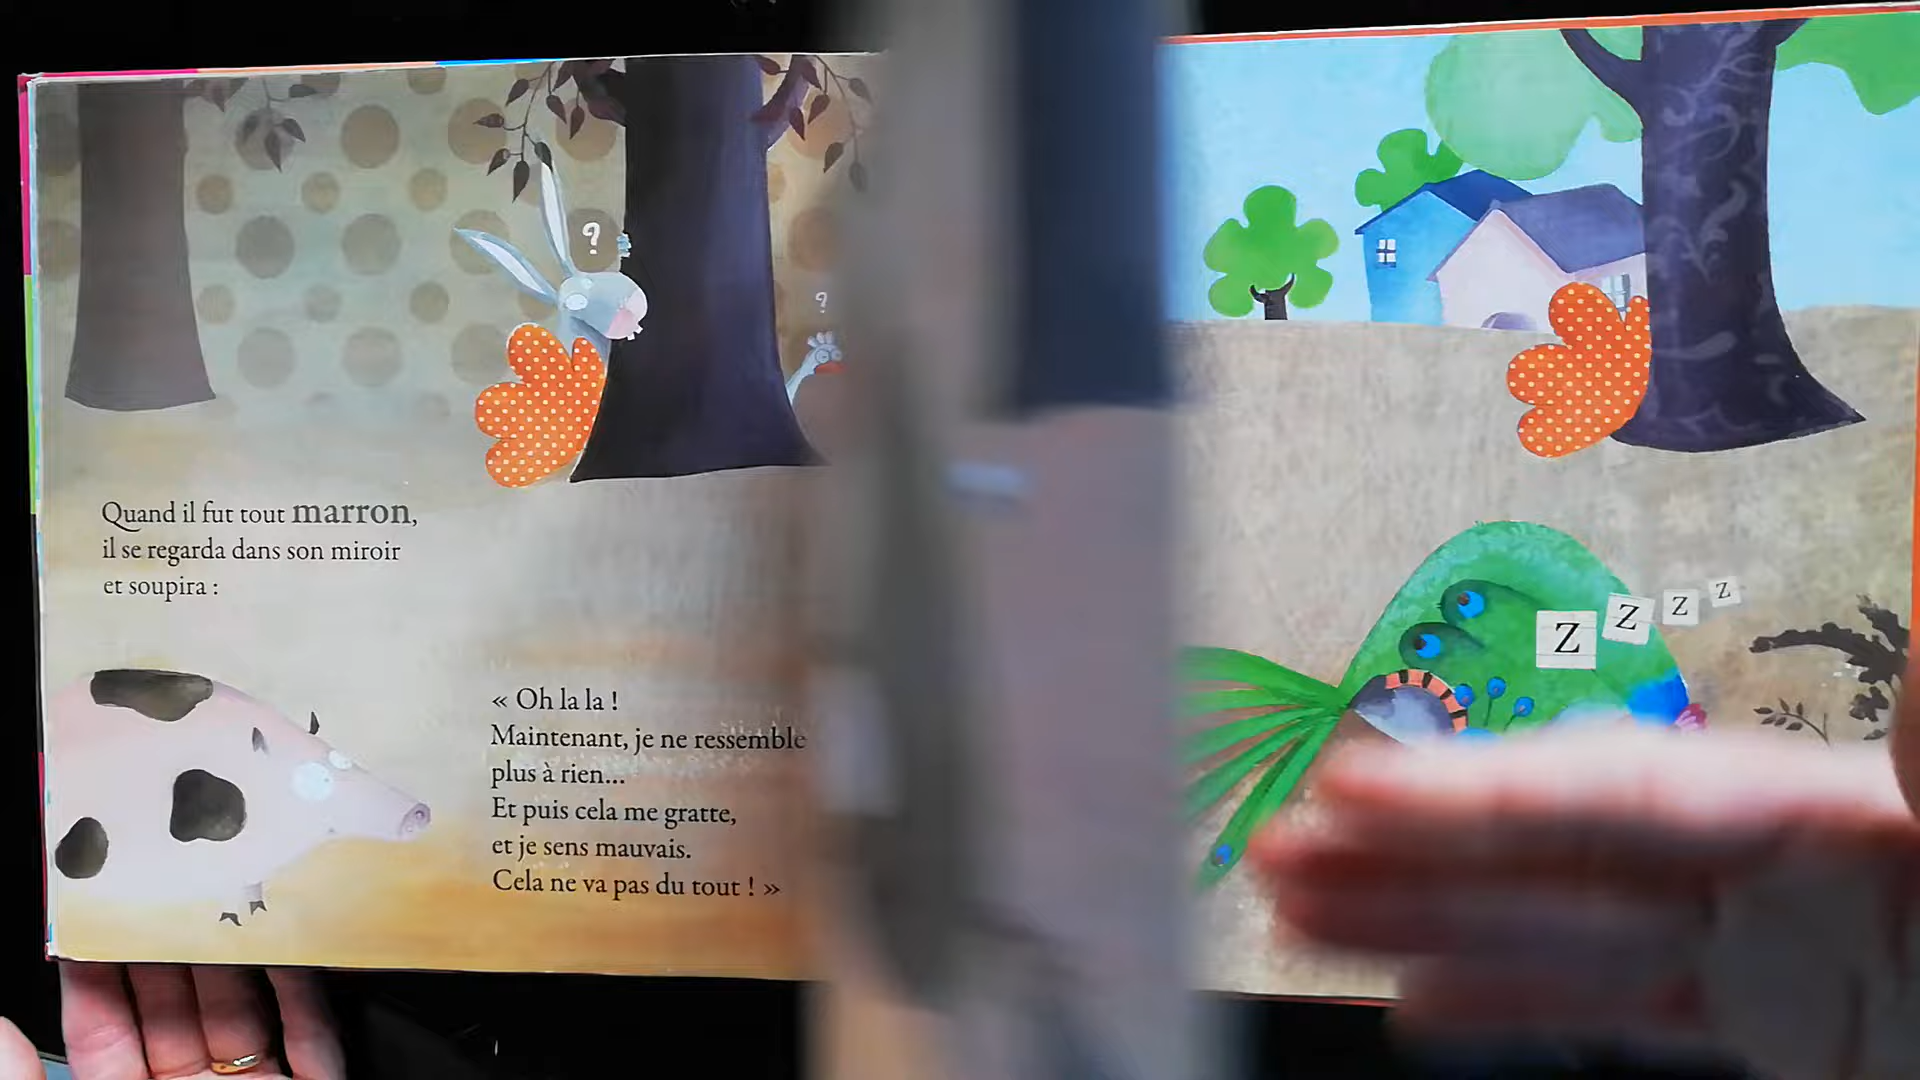 ?
?
Quand il fut tout marron,
il se regarda dans son miroir
et soupira :
« Oh la la !
Maintenant, je ne ressemble
plus à rien...
Et puis cela me gratte,
et je sens mauvais.
Cela ne va pas du tout ! »
Z Z Z Z